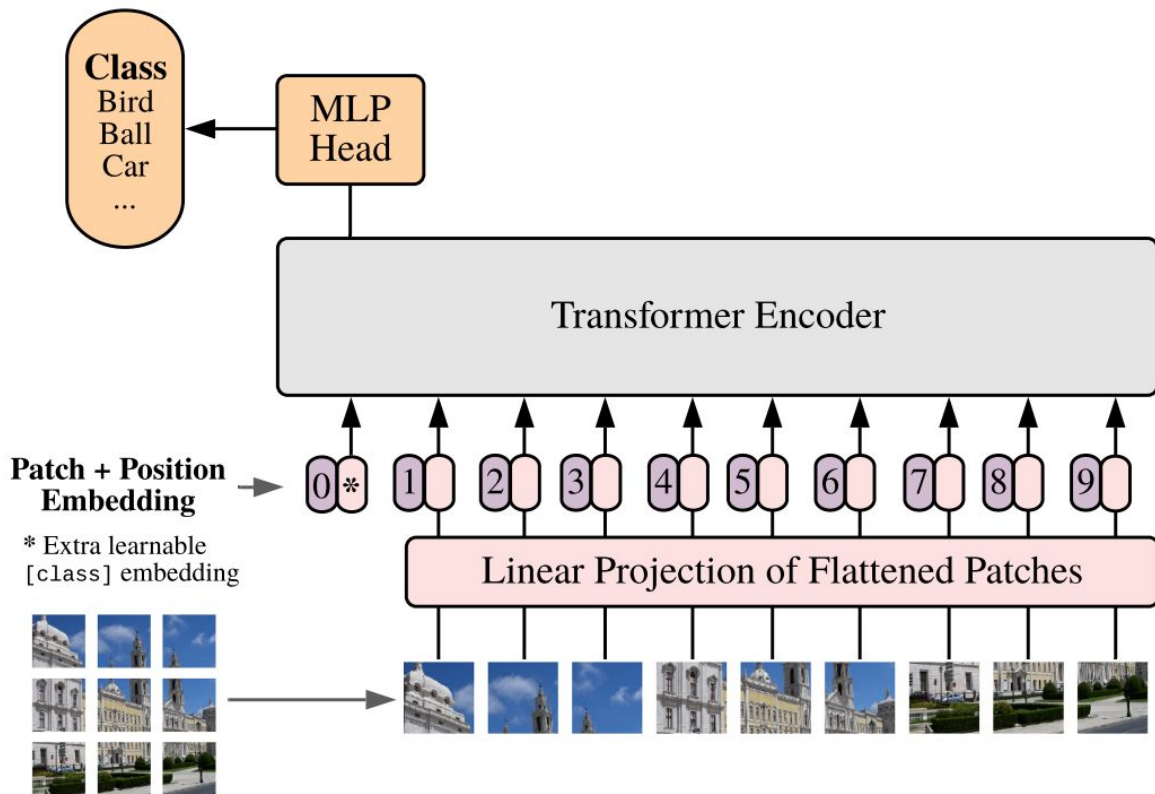 Class
Bird
Ball
Car
...
MLP
Head
Transformer Encoder
Patch + Position
Embedding
0 * 1 2 3 4 5 6 7 8 9
* Extra learnable
[class] embedding
Linear Projection of Flattened Patches